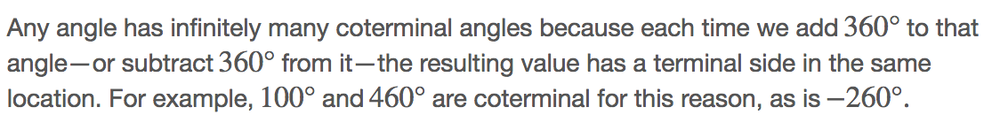 Any angle has infinitely many coterminal angles because each time we add 360° to that
angle—or subtract 360° from it—the resulting value has a terminal side in the same
location. For example, 100° and 460° are coterminal for this reason, as is −260°.